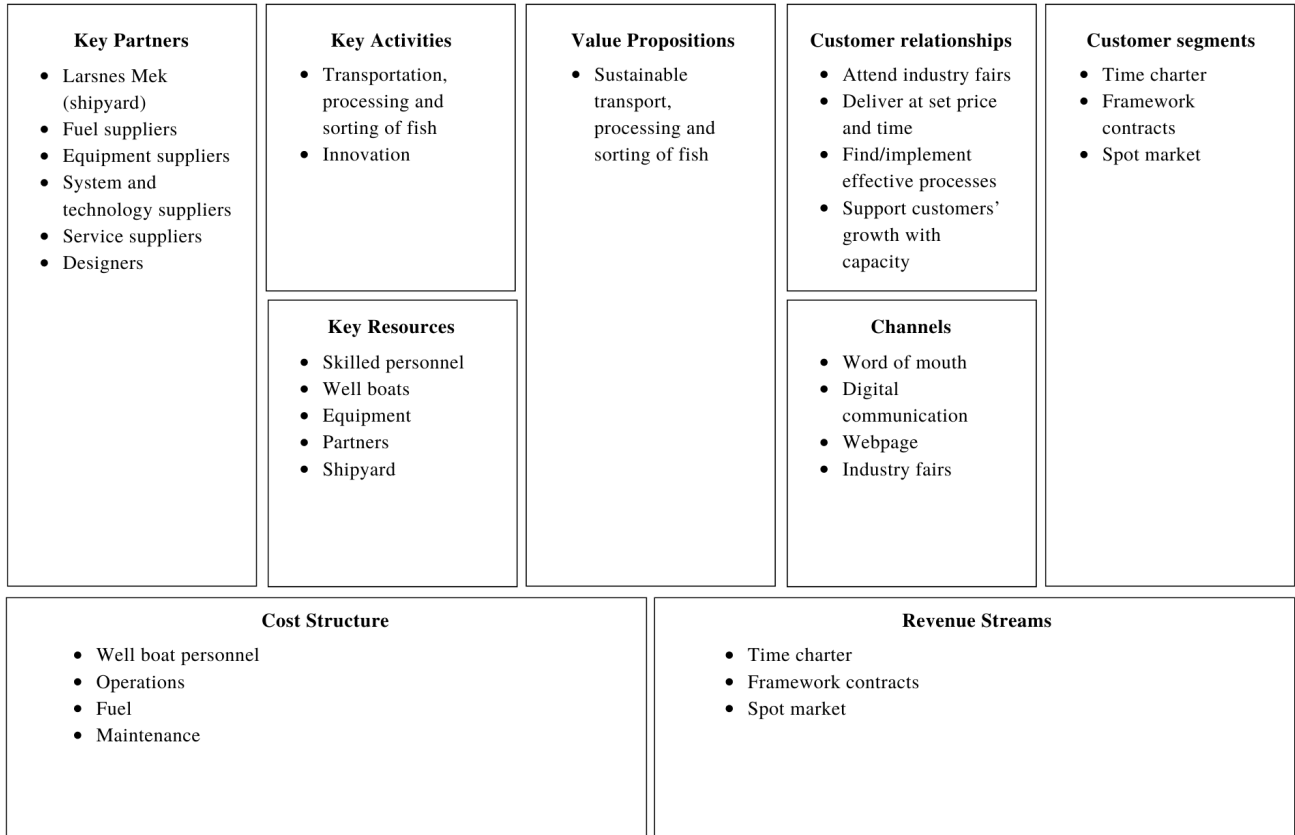 Key Partners
• Larsnes Mek
(shipyard)
• Fuel suppliers
• Equipment suppliers
• System and
technology suppliers
• Service suppliers
• Designers
Key Activities
• Transportation,
processing and
sorting of fish
• Innovation
Key Resources
• Skilled personnel
• Well boats
• Equipment
• Partners
• Shipyard
Value Propositions
• Sustainable
transport,
processing and
sorting of fish
Customer relationships
• Attend industry fairs
• Deliver at set price
and time
• Find/implement
effective processes
• Support customers’
growth with
capacity
Channels
• Word of mouth
• Digital
communication
• Webpage
• Industry fairs
Customer segments
• Time charter
• Framework
contracts
• Spot market
Cost Structure
• Well boat personnel
• Operations
• Fuel
• Maintenance
Revenue Streams
• Time charter
• Framework contracts
• Spot market